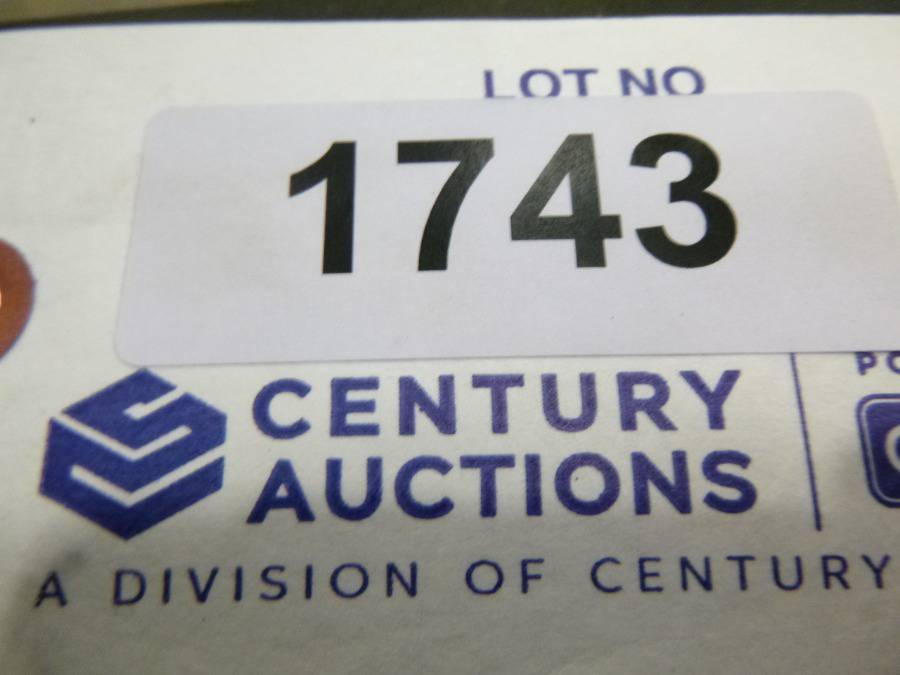 LOT NO
1743
CENTURY
AUCTIONS
A DIVISION OF CENTURY